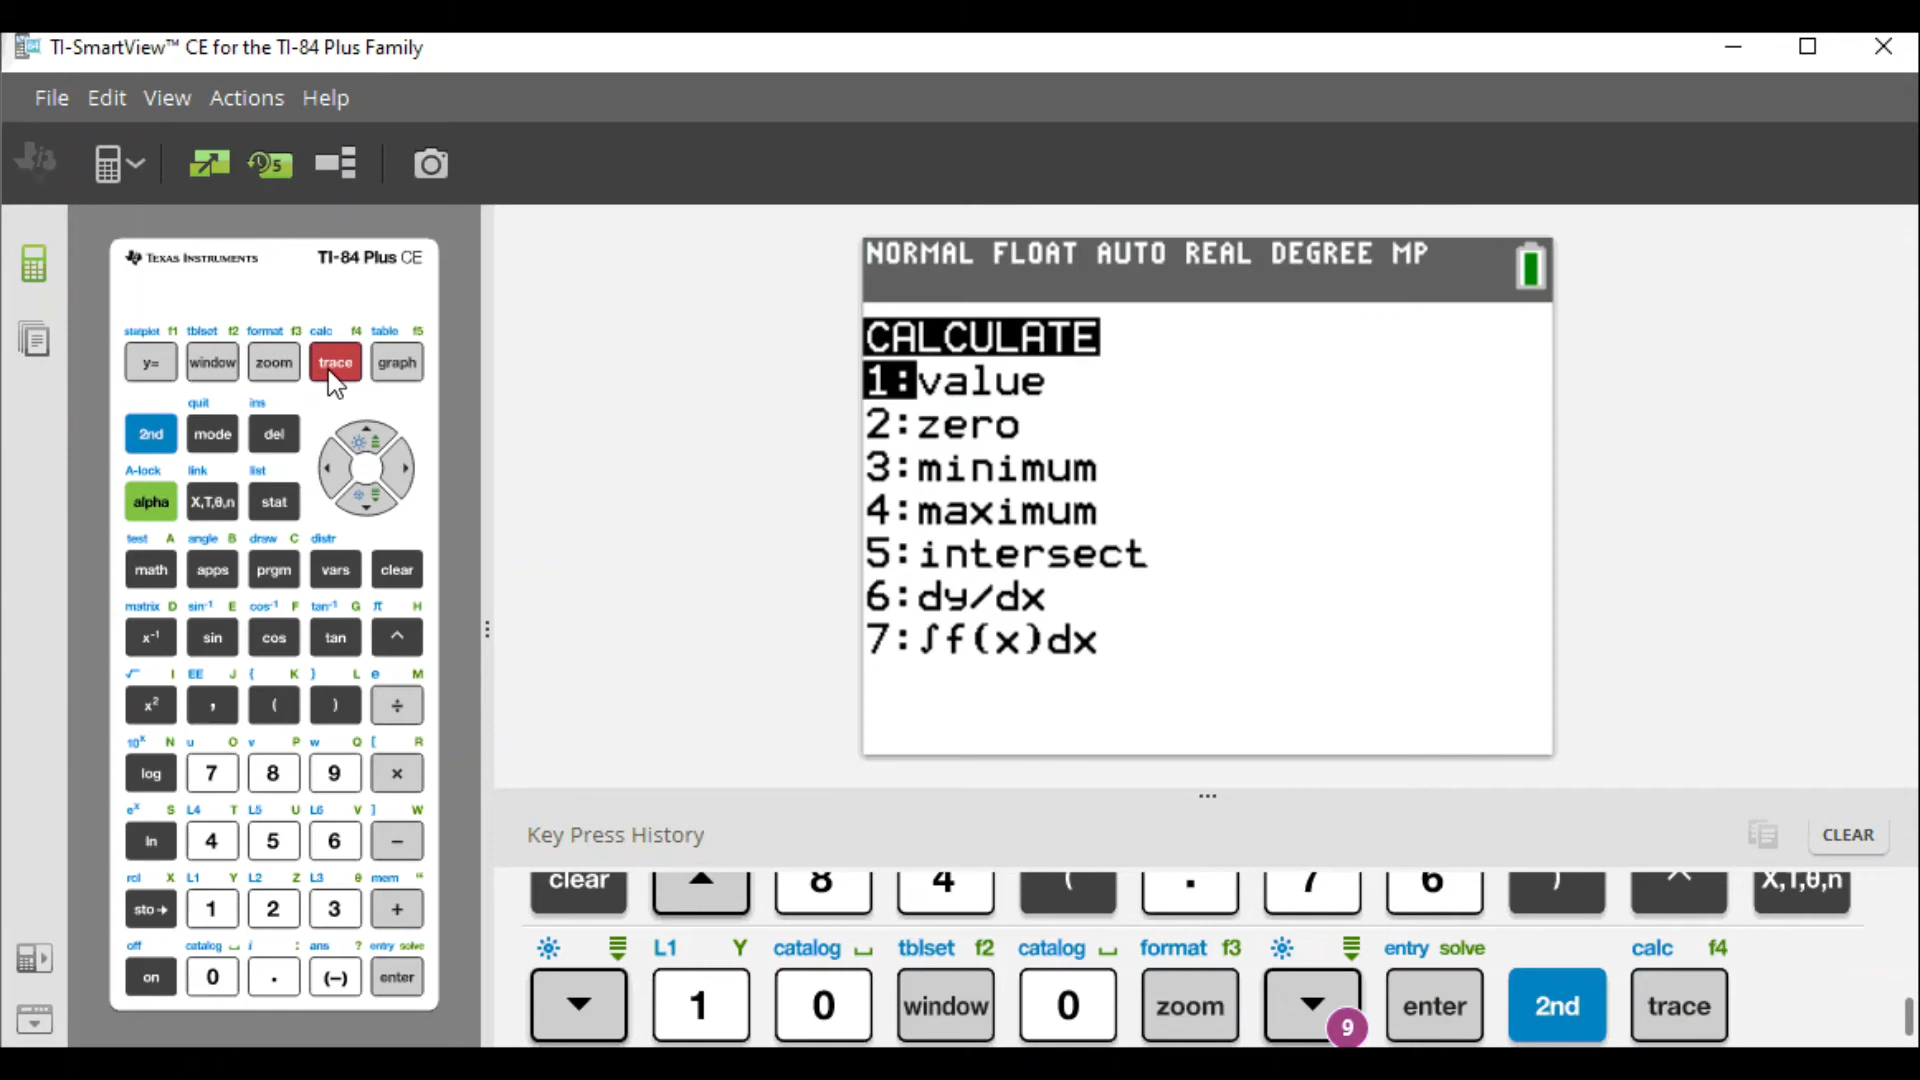 TI-SmartView™ CE for the TI-84 Plus Family
File Edit View Actions Help
5
TEXAS INSTRUMENTS TI-84 Plus CE
statplot f1 tblset f2 format f3 calc f4 table f5
y= window zoom trace graph
quit ins
2nd mode del
A-lock link list
alpha X,T,θ,n stat
test A angle B draw C distr
math apps prgm vars clear
matrix D sin⁻¹ E cos⁻¹ F tan⁻¹ G π H
x⁻¹ sin cos tan ^
√ I EE J { K } L e M
x² , ( ) ÷
10ˣ N u O v P w Q [ R
log 7 8 9 ×
eˣ S L4 T L5 U L6 V ] W
ln 4 5 6 −
rcl X L1 Y L2 Z L3 θ mem "
sto→ 1 2 3 +
off catalog ⎵ i : ans ? entry solve
on 0 . (−) enter
NORMAL FLOAT AUTO REAL DEGREE MP
CALCULATE
1:value
2:zero
3:minimum
4:maximum
5:intersect
6:dy/dx
7:∫f(x)dx
Key Press History CLEAR
clear 8 4 ( . 7 6 ) ^ X,T,θ,n
L1 Y catalog ⎵ tblset f2 catalog ⎵ format f3 entry solve calc f4
1 0 window 0 zoom 9 enter 2nd trace